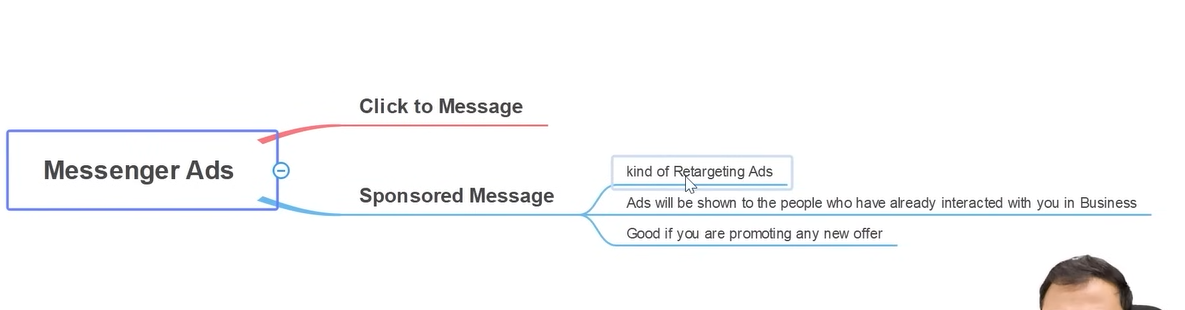 Click to Message
Messenger Ads
kind of Retargeting Ads
Sponsored Message
Ads will be shown to the people who have already interacted with you in Business
Good if you are promoting any new offer